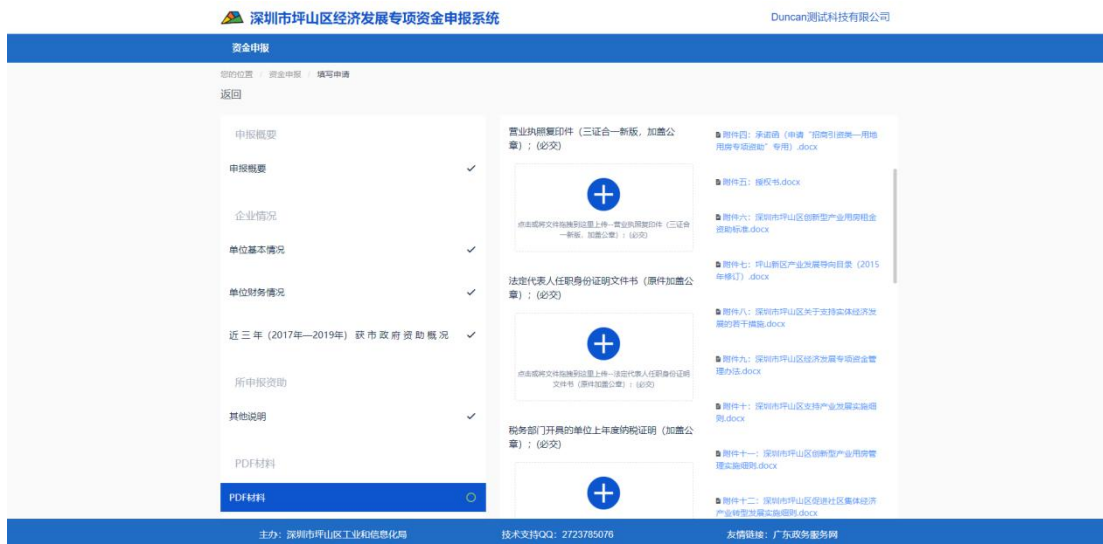 深圳市坪山区经济发展专项资金申报系统
Duncan测试科技有限公司
资金申报
您的位置 / 资金申报 / 填写申请
返回
申报概要
申报概要
企业情况
单位基本情况
单位财务情况
近三年(2017年—2019年)获市政府资助概况
所申报资助
其他说明
PDF材料
PDF材料
营业执照复印件(三证合一新版,加盖公
章);(必交)
点击或将文件拖拽到这里上传--营业执照复印件(三证合
一新版,加盖公章);(必交)
法定代表人任职身份证明文件书(原件加盖公
章);(必交)
点击或将文件拖拽到这里上传--法定代表人任职身份证明
文件书(原件加盖公章);(必交)
税务部门开具的单位上年度纳税证明(加盖公
章);(必交)
附件四:承诺函(申请“招商引资类—用地
用房专项资助”专用).docx
附件五:授权书.docx
附件六:深圳市坪山区创新型产业用房租金
资助标准.docx
附件七:坪山新区产业发展导向目录(2015
年修订).docx
附件八:深圳市坪山区关于支持实体经济发
展的若干措施.docx
附件九:深圳市坪山区经济发展专项资金管
理办法.docx
附件十:深圳市坪山区支持产业发展实施细
则.docx
附件十一:深圳市坪山区创新型产业用房管
理实施细则.docx
附件十二:深圳市坪山区促进社区集体经济
产业转型发展实施细则.docx
主办:深圳市坪山区工业和信息化局
技术支持QQ:2723785076
友情链接:广东政务服务网